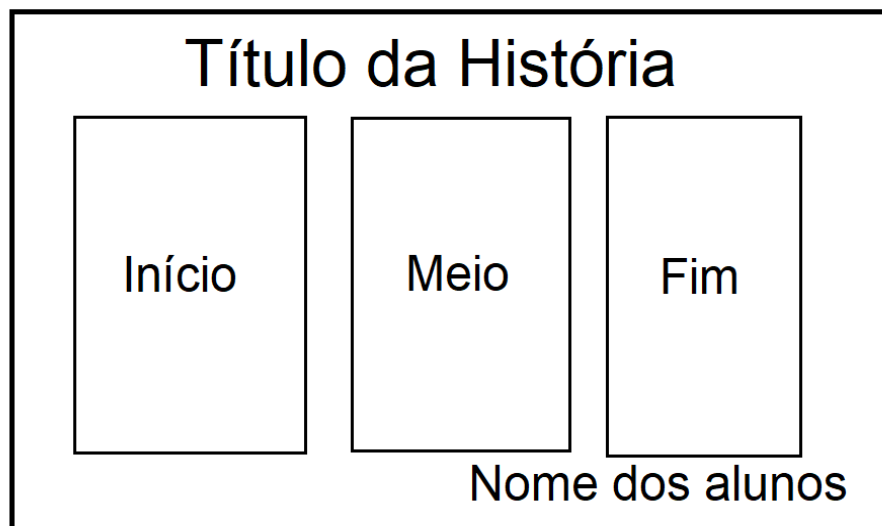 Título da História
Início
Meio
Fim
Nome dos alunos